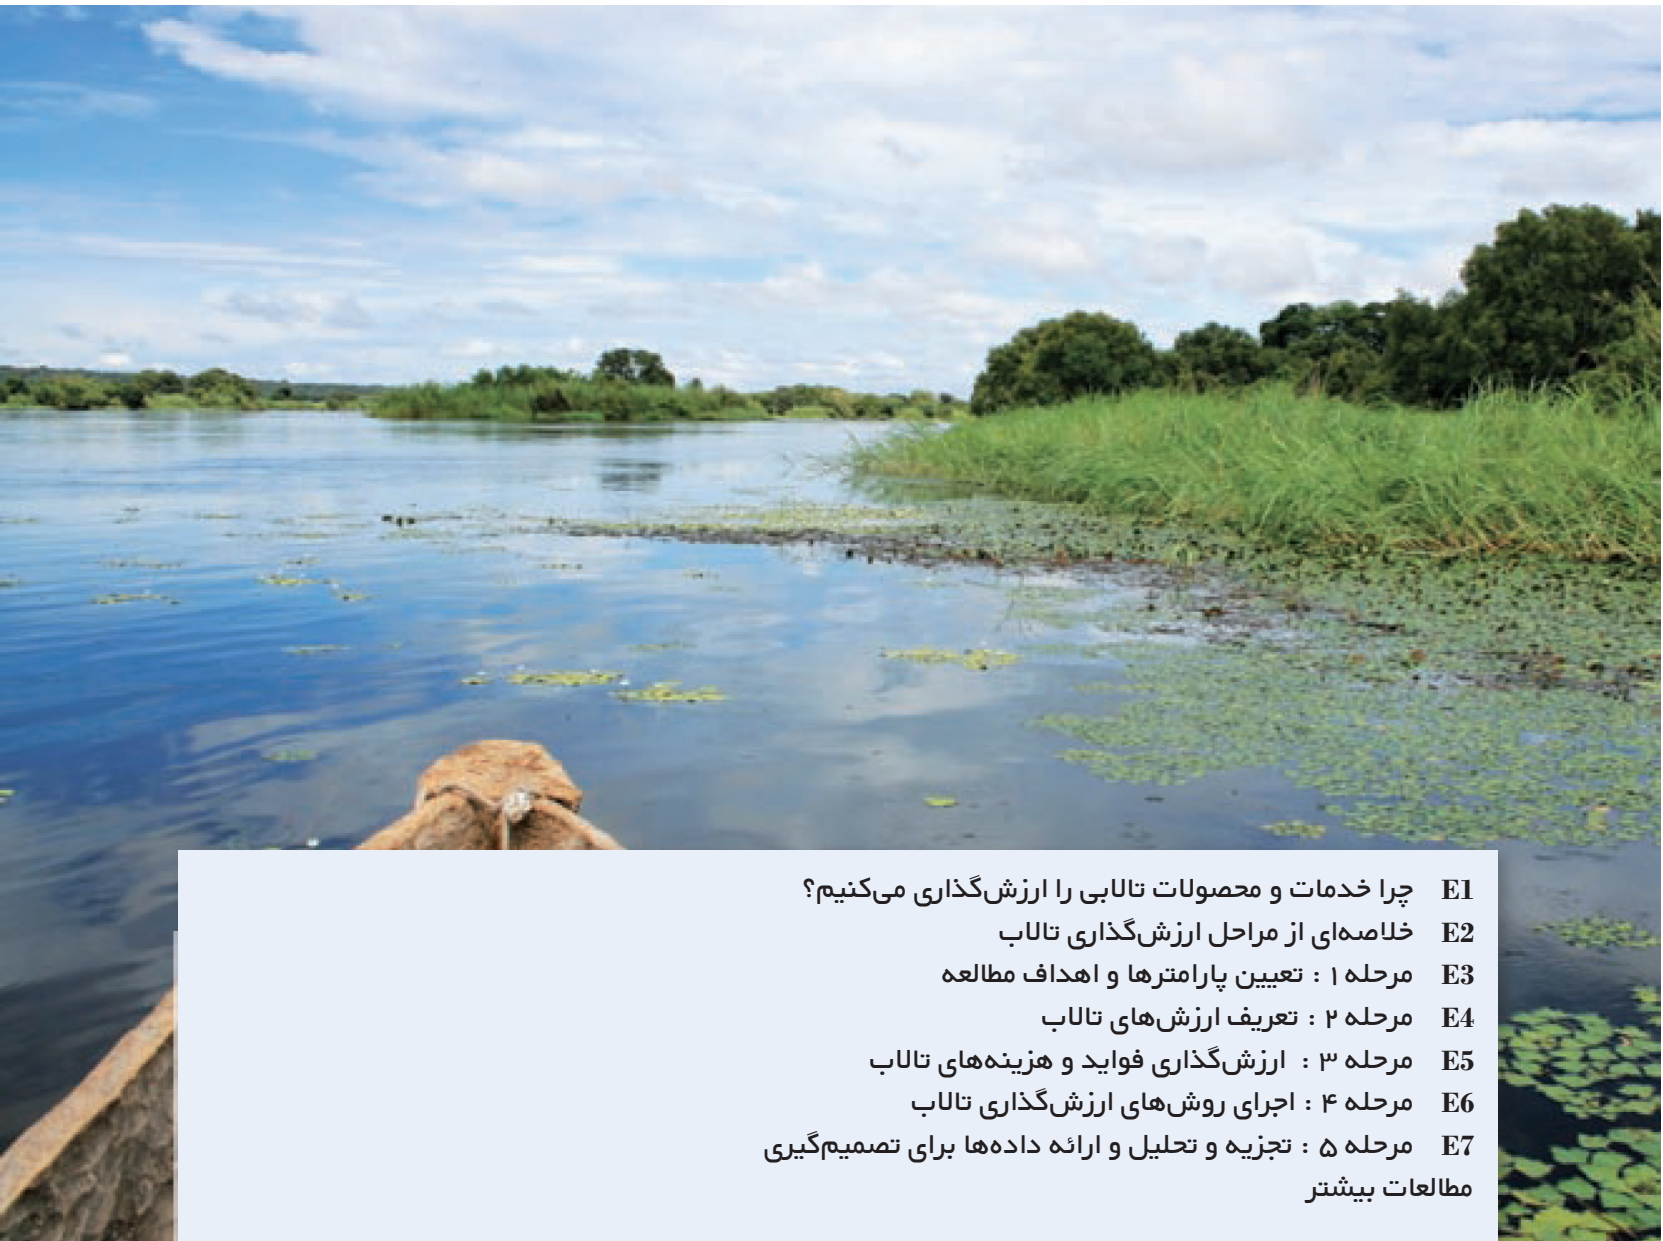 E1 چرا خدمات و محصولات تالابی را ارزش‌گذاری می‌کنیم؟
E2 خلاصه‌ای از مراحل ارزش‌گذاری تالاب
E3 مرحله ۱ : تعیین پارامترها و اهداف مطالعه
E4 مرحله ۲ : تعریف ارزش‌های تالاب
E5 مرحله ۳ : ارزش‌گذاری فواید و هزینه‌های تالاب
E6 مرحله ۴ : اجرای روش‌های ارزش‌گذاری تالاب
E7 مرحله ۵ : تجزیه و تحلیل و ارائه داده‌ها برای تصمیم‌گیری
مطالعات بیشتر